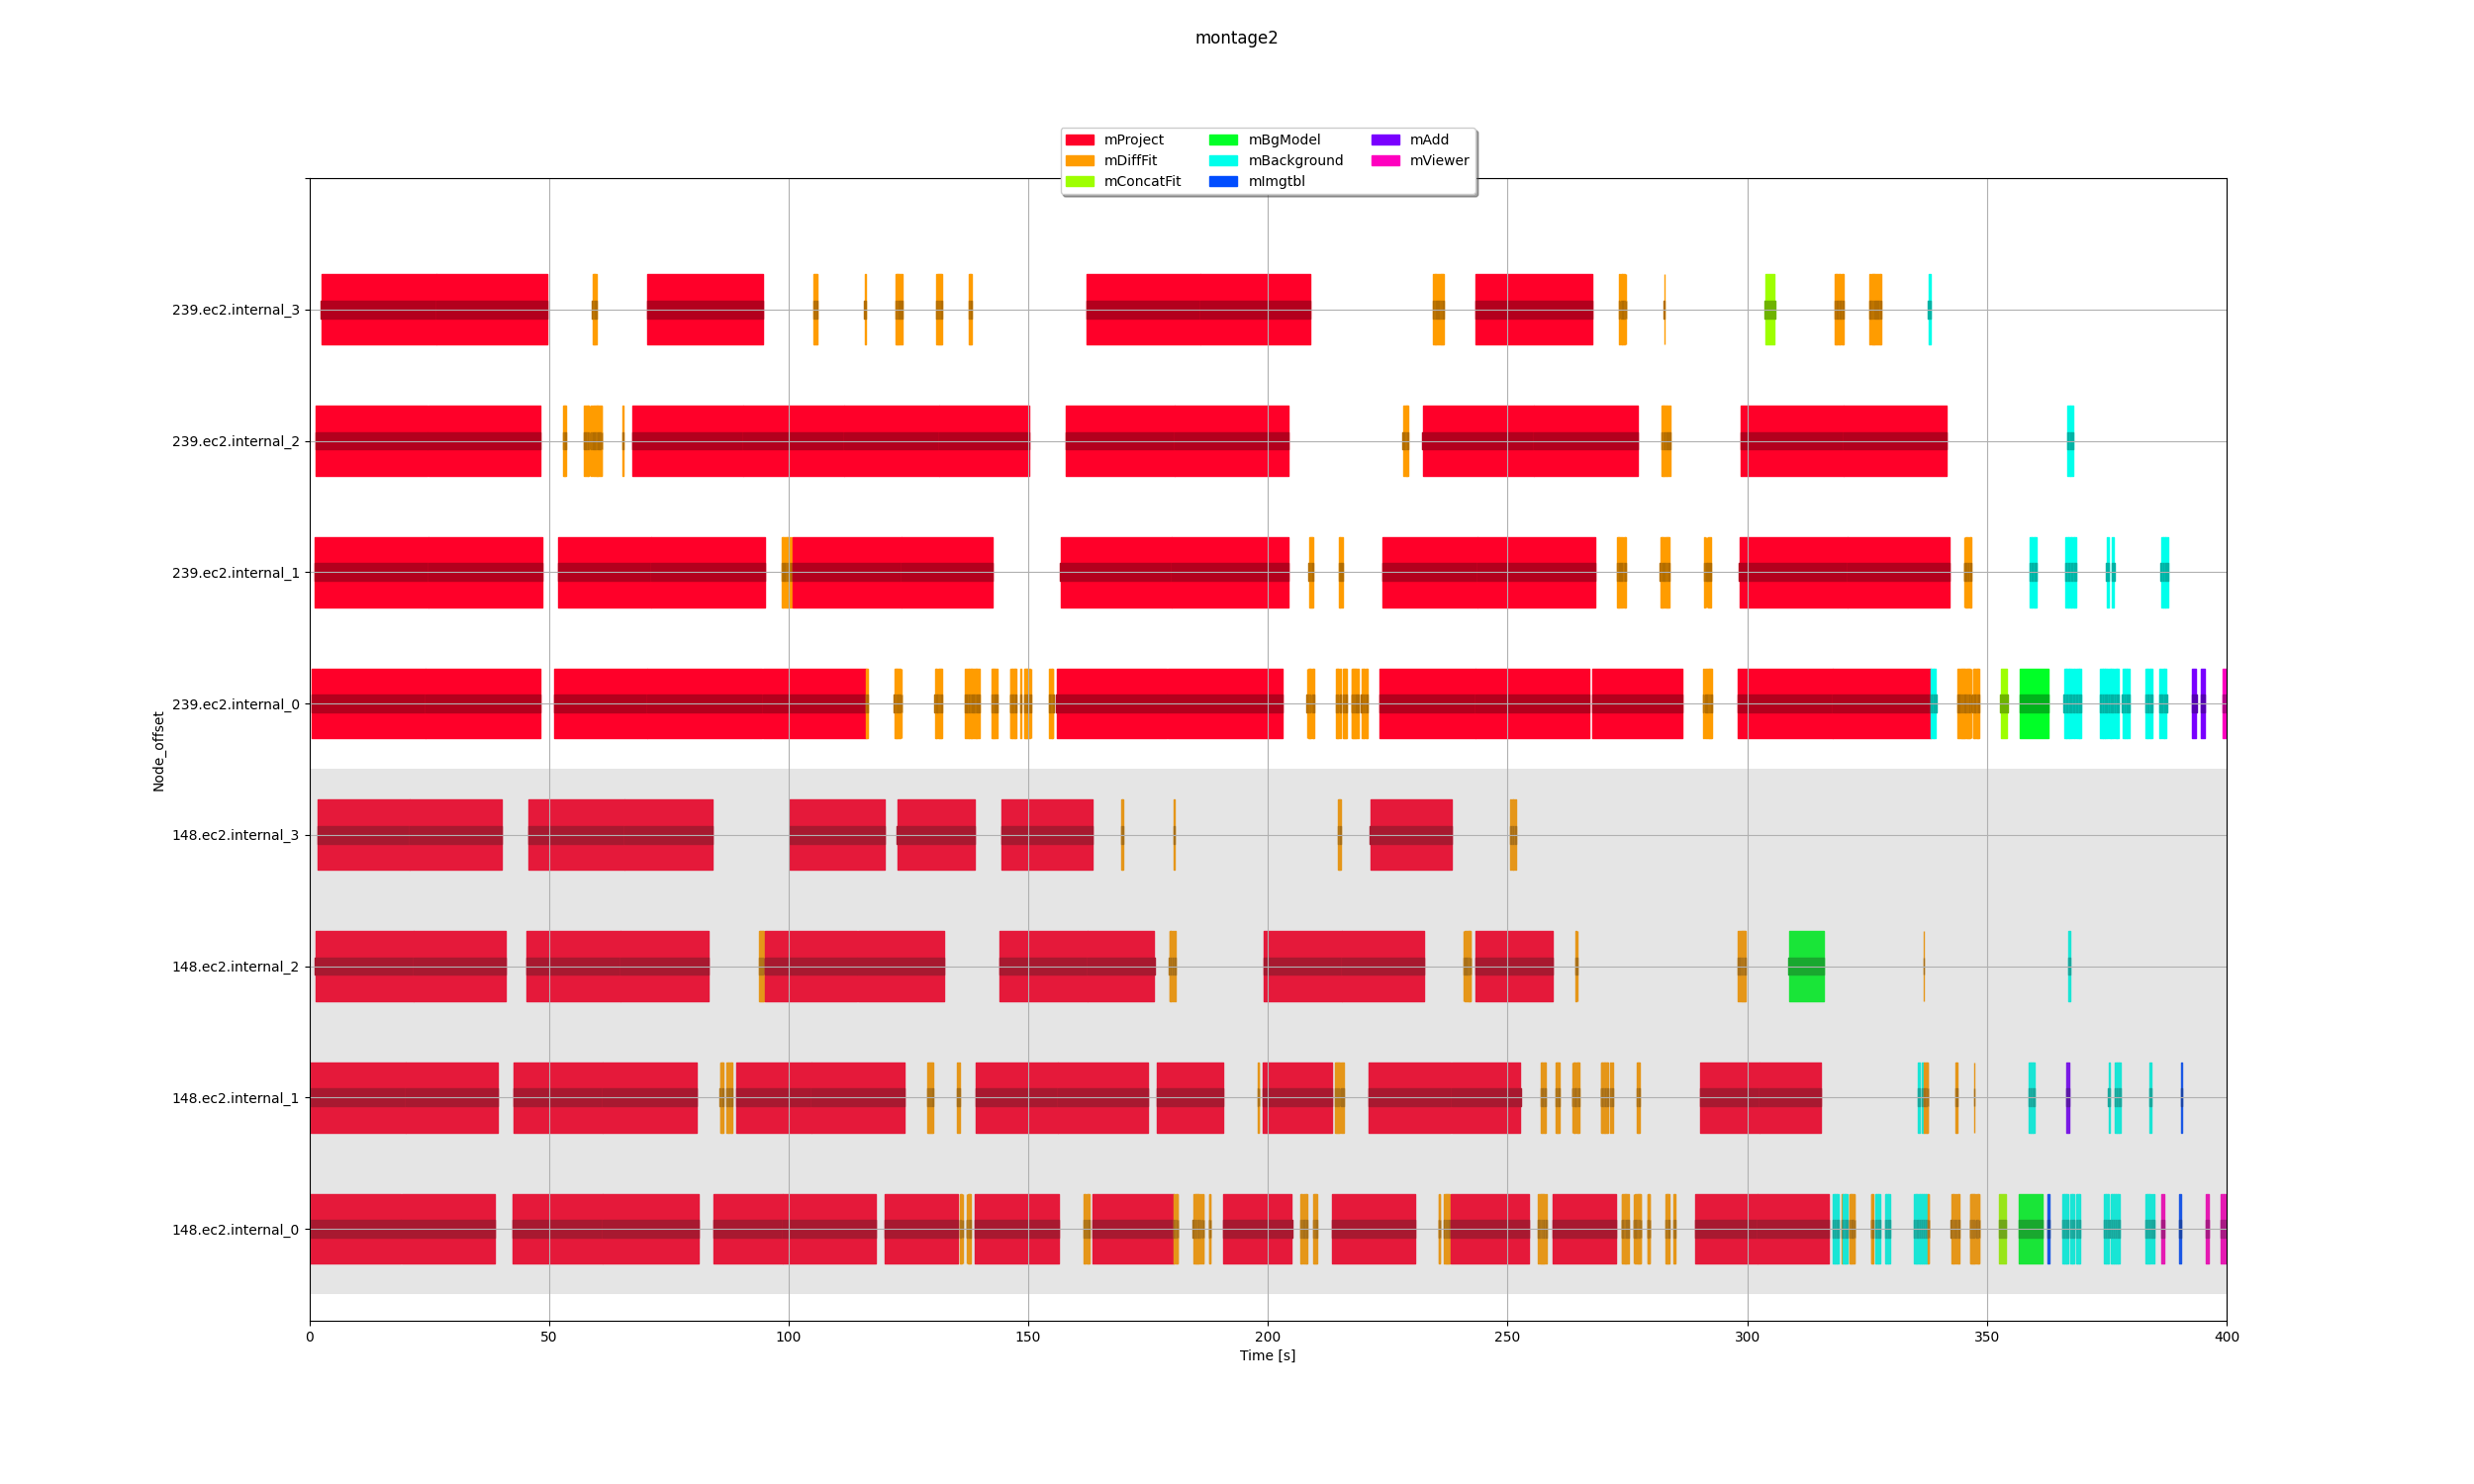 montage2
mProject mBgModel mAdd
mDiffFit mBackground mViewer
mConcatFit mImgtbl
239.ec2.internal_3
239.ec2.internal_2
239.ec2.internal_1
239.ec2.internal_0
148.ec2.internal_3
148.ec2.internal_2
148.ec2.internal_1
148.ec2.internal_0
Node_offset
0 50 100 150 200 250 300 350 400
Time [s]